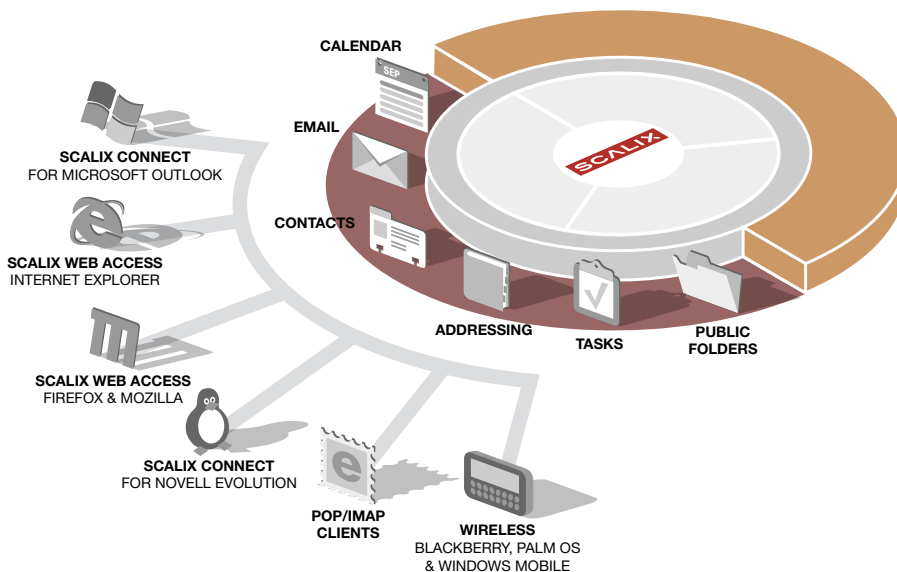 CALENDAR
SEP
EMAIL
SCALIX
SCALIX CONNECT
FOR MICROSOFT OUTLOOK
CONTACTS
SCALIX WEB ACCESS
INTERNET EXPLORER
ADDRESSING
TASKS
PUBLIC
FOLDERS
SCALIX WEB ACCESS
FIREFOX & MOZILLA
SCALIX CONNECT
FOR NOVELL EVOLUTION
e
POP/IMAP
CLIENTS
WIRELESS
BLACKBERRY, PALM OS
& WINDOWS MOBILE